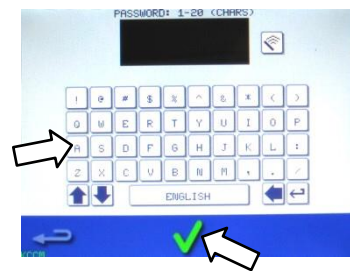 PASSWORD: 1-20 (CHARS)
! @ # $ % ^ & * ( )
Q W E R T Y U I O P
A S D F G H J K L :
Z X C V B N M , . /
ENGLISH